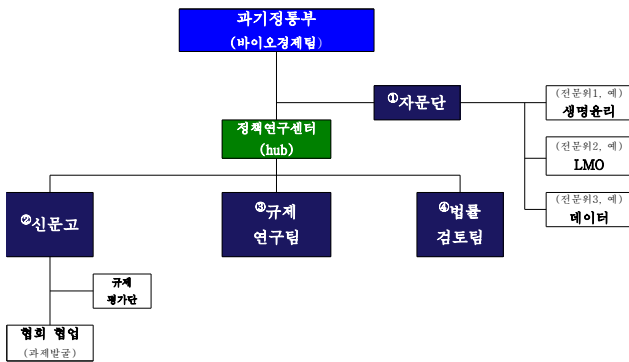 과기정통부
(바이오경제팀)
①자문단
(전문위1, 예)
생명윤리
정책연구센터
(hub)
(전문위2, 예)
LMO
(전문위3, 예)
데이터
②신문고
③규제
연구팀
④법률
검토팀
규제
평가단
협회 협업
(과제발굴)